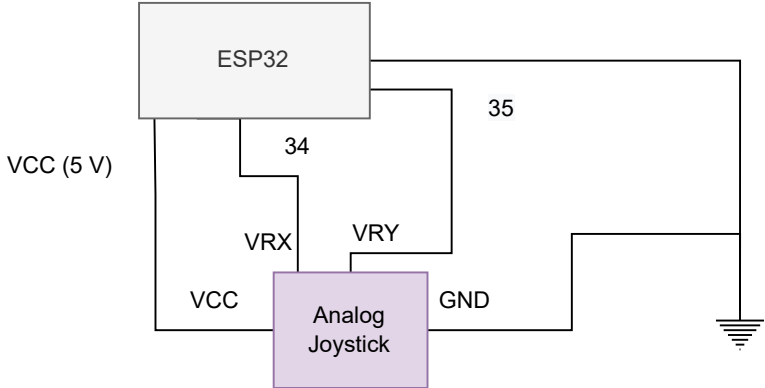 ESP32
35
34
VCC (5 V)
VRX
VRY
VCC
GND
Analog
Joystick